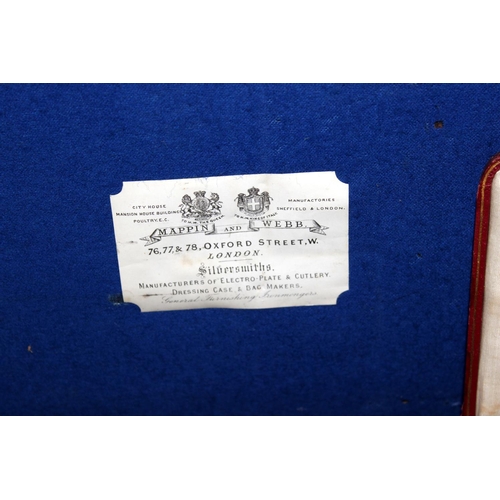 CITY HOUSE
MANSION HOUSE BUILDINGS
POULTRY, E.C.
MANUFACTORIES
SHEFFIELD & LONDON.
MAPPIN AND WEBB.
76, 77, & 78, OXFORD STREET, W.
LONDON.
Silversmiths.
MANUFACTURERS OF ELECTRO-PLATE & CUTLERY.
DRESSING CASE & BAG MAKERS.
General Furnishing Ironmongers